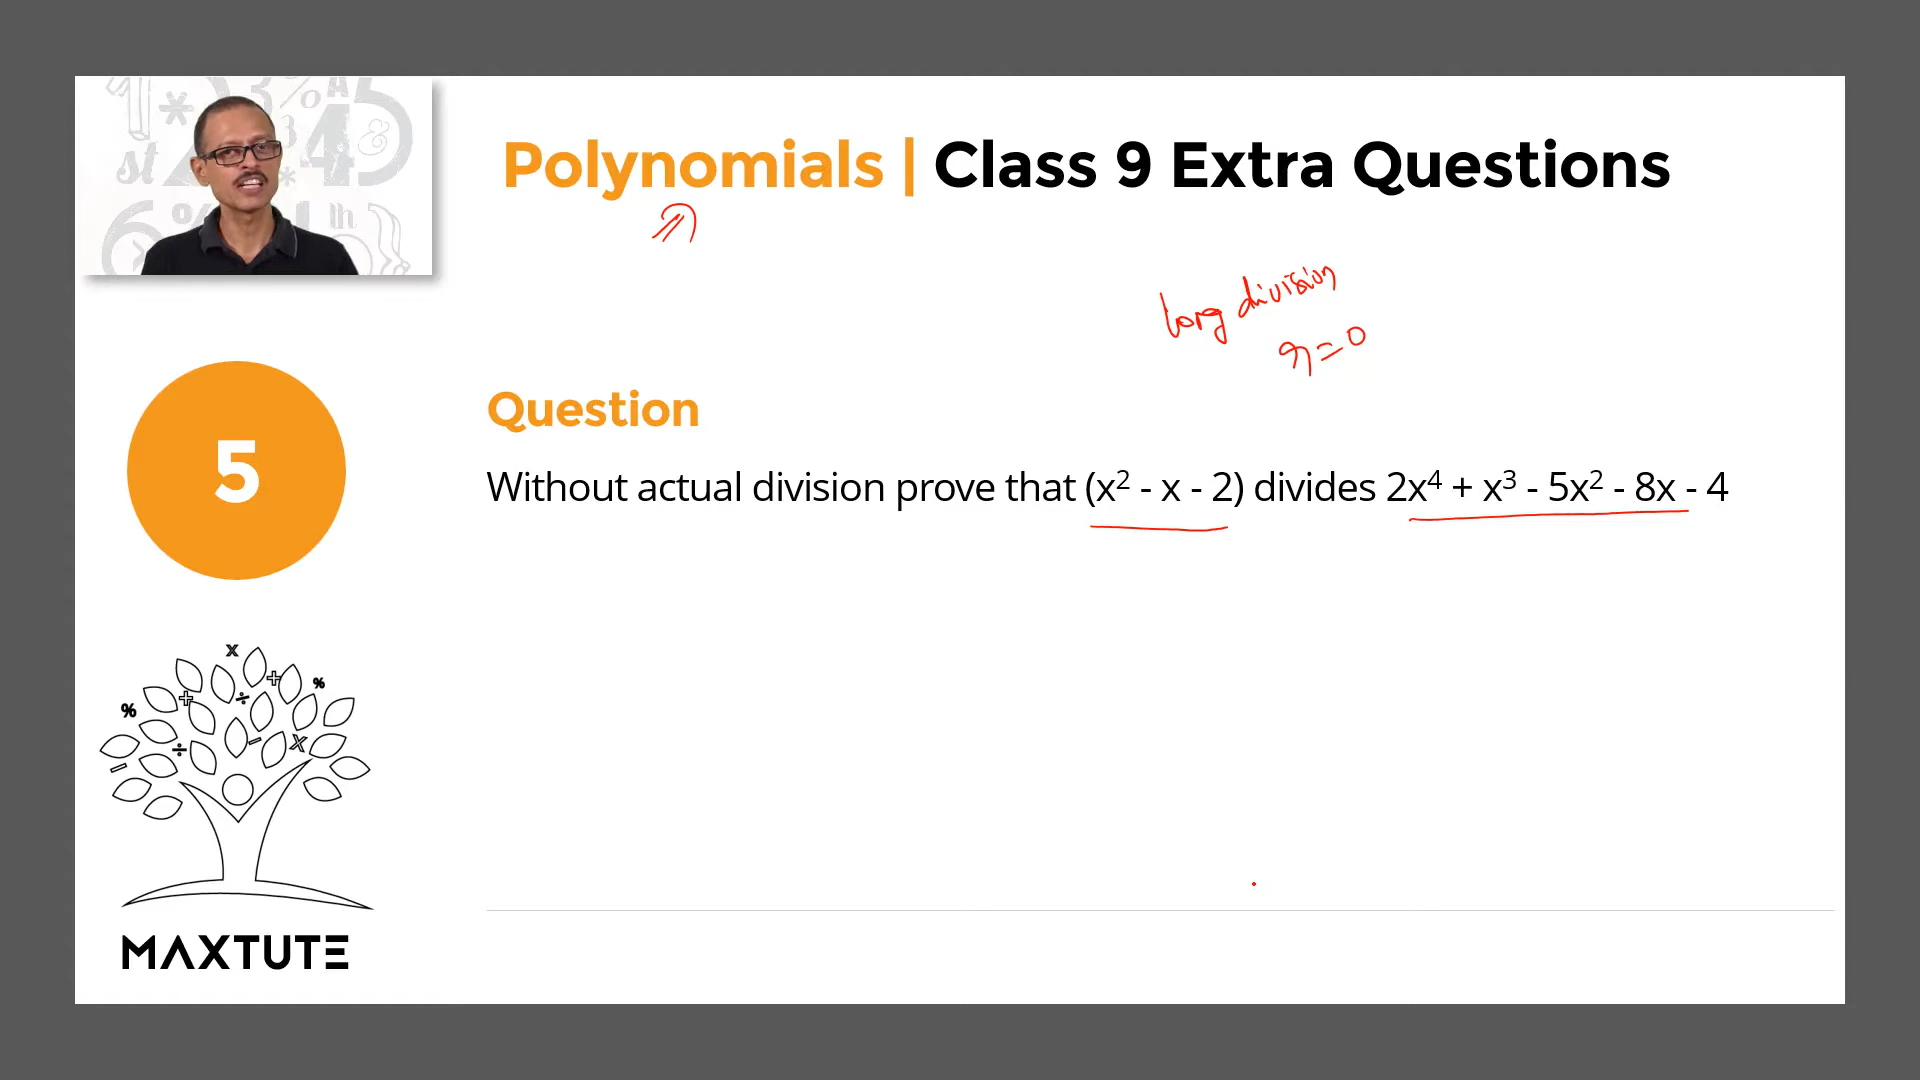 Polynomials | Class 9 Extra Questions
long division
r=0
Question
5
Without actual division prove that (x² - x - 2) divides 2x⁴ + x³ - 5x² - 8x - 4
MAXTUTE